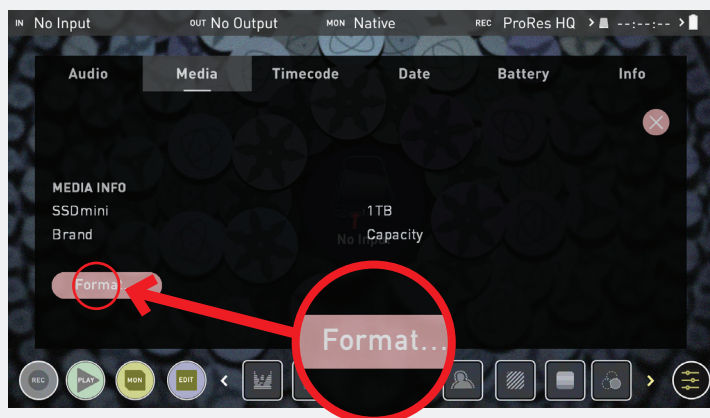 IN No Input OUT No Output MON Native REC ProRes HQ > --:--:-- >
Audio Media Timecode Date Battery Info
MEDIA INFO
SSDmini 1TB
Brand Capacity
No Input
Format...
Format...
REC PLAY MON EDIT < >